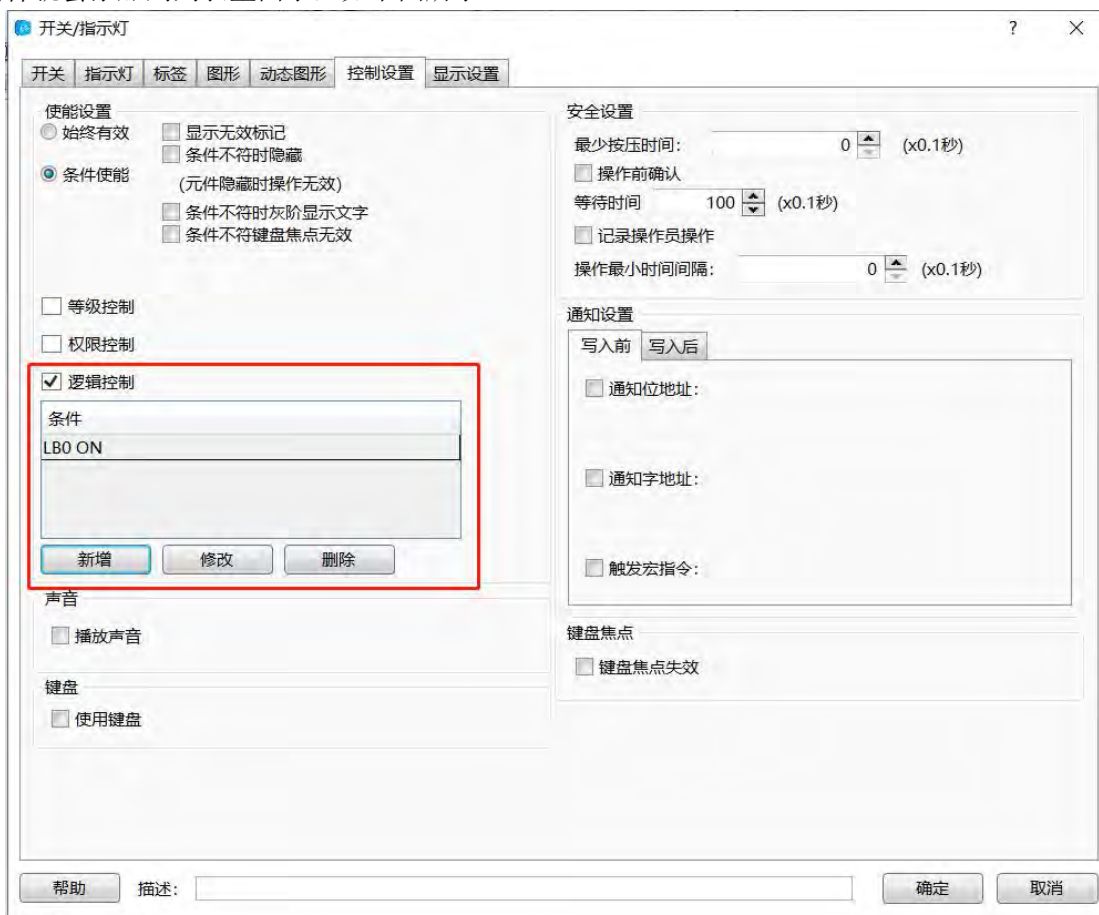 开关/指示灯
?
开关 指示灯 标签 图形 动态图形 控制设置 显示设置
使能设置
始终有效
显示无效标记
条件不符时隐藏
条件使能
(元件隐藏时操作无效)
条件不符时灰阶显示文字
条件不符键盘焦点无效
等级控制
权限控制
逻辑控制
条件
LB0 ON
新增 修改 删除
声音
播放声音
键盘
使用键盘
安全设置
最少按压时间: 0 (x0.1秒)
操作前确认
等待时间 100 (x0.1秒)
记录操作员操作
操作最小时间间隔: 0 (x0.1秒)
通知设置
写入前 写入后
通知位地址:
通知字地址:
触发宏指令:
键盘焦点
键盘焦点失效
帮助 描述: 确定 取消